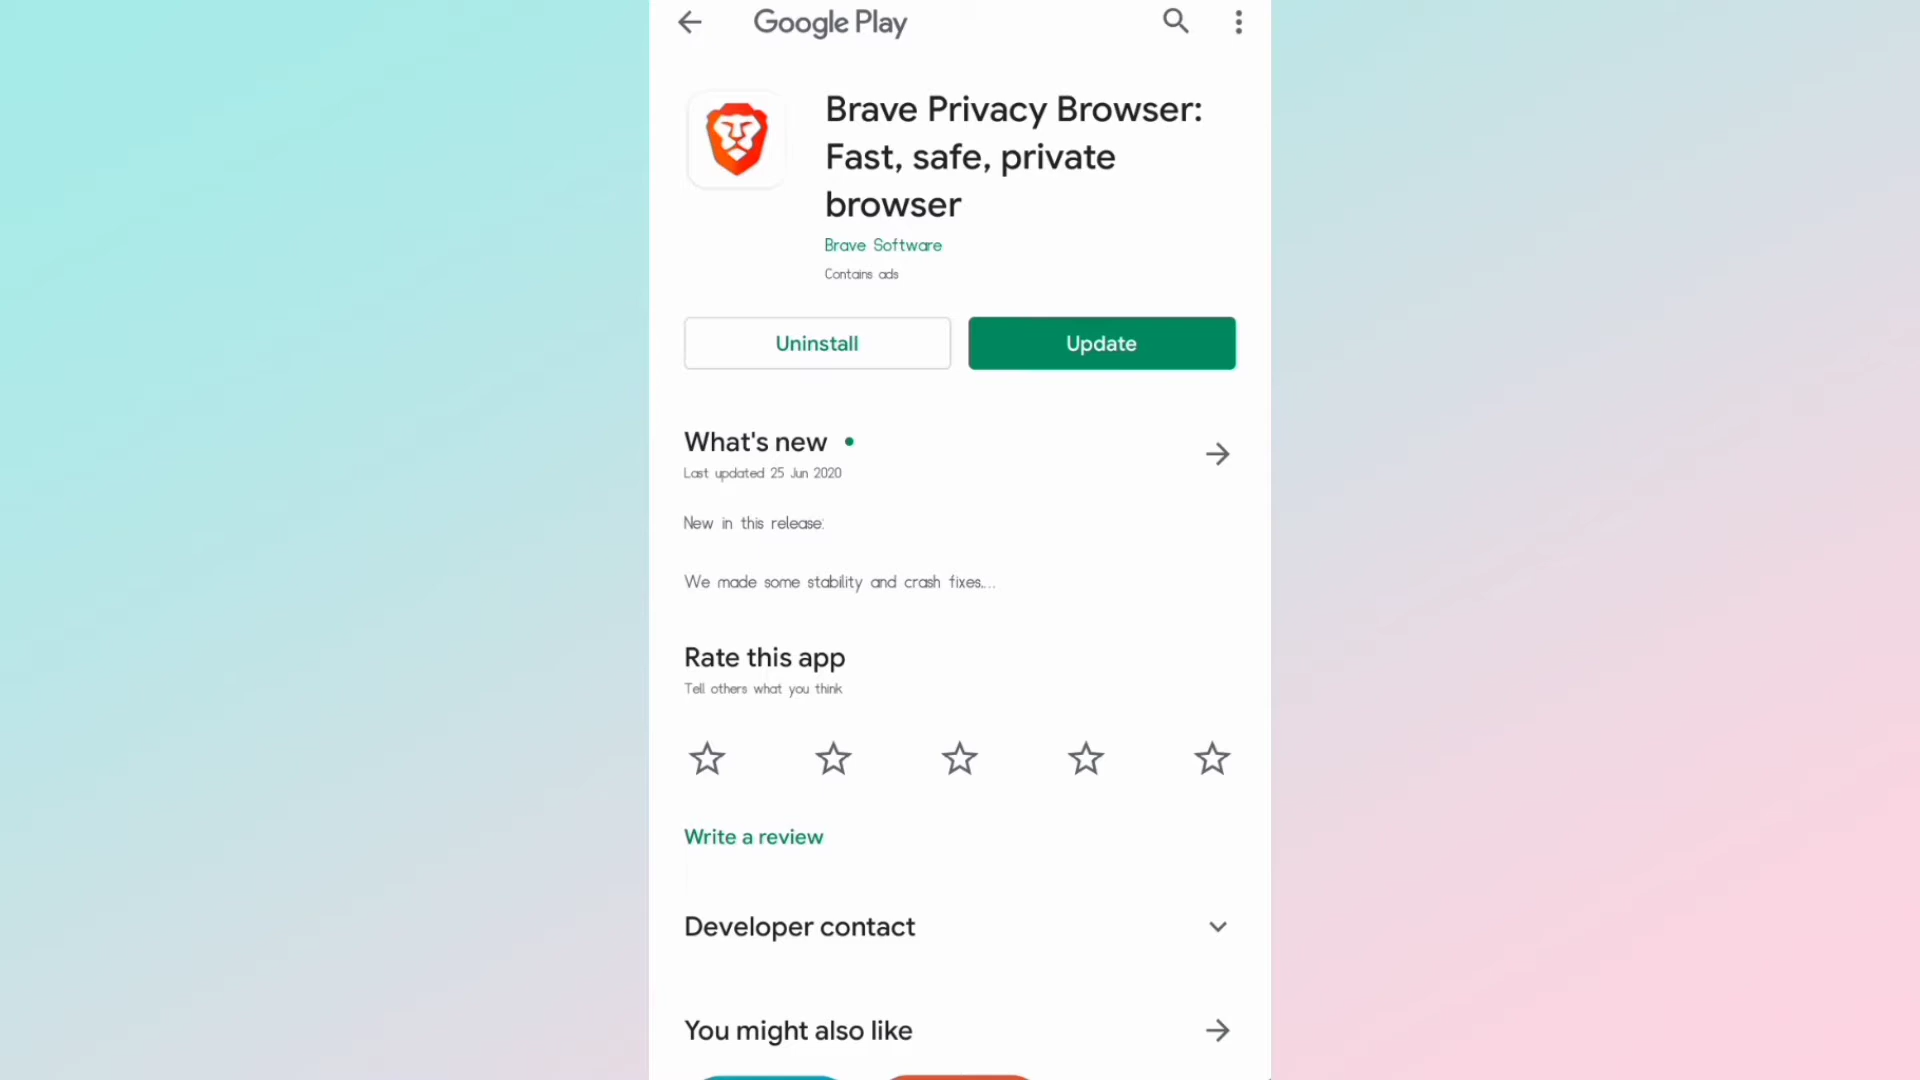 Google Play
Brave Privacy Browser:
Fast, safe, private
browser
Brave Software
Contains ads
Uninstall
Update
What's new
Last updated 25 Jun 2020
New in this release:
We made some stability and crash fixes....
Rate this app
Tell others what you think
Write a review
Developer contact
You might also like